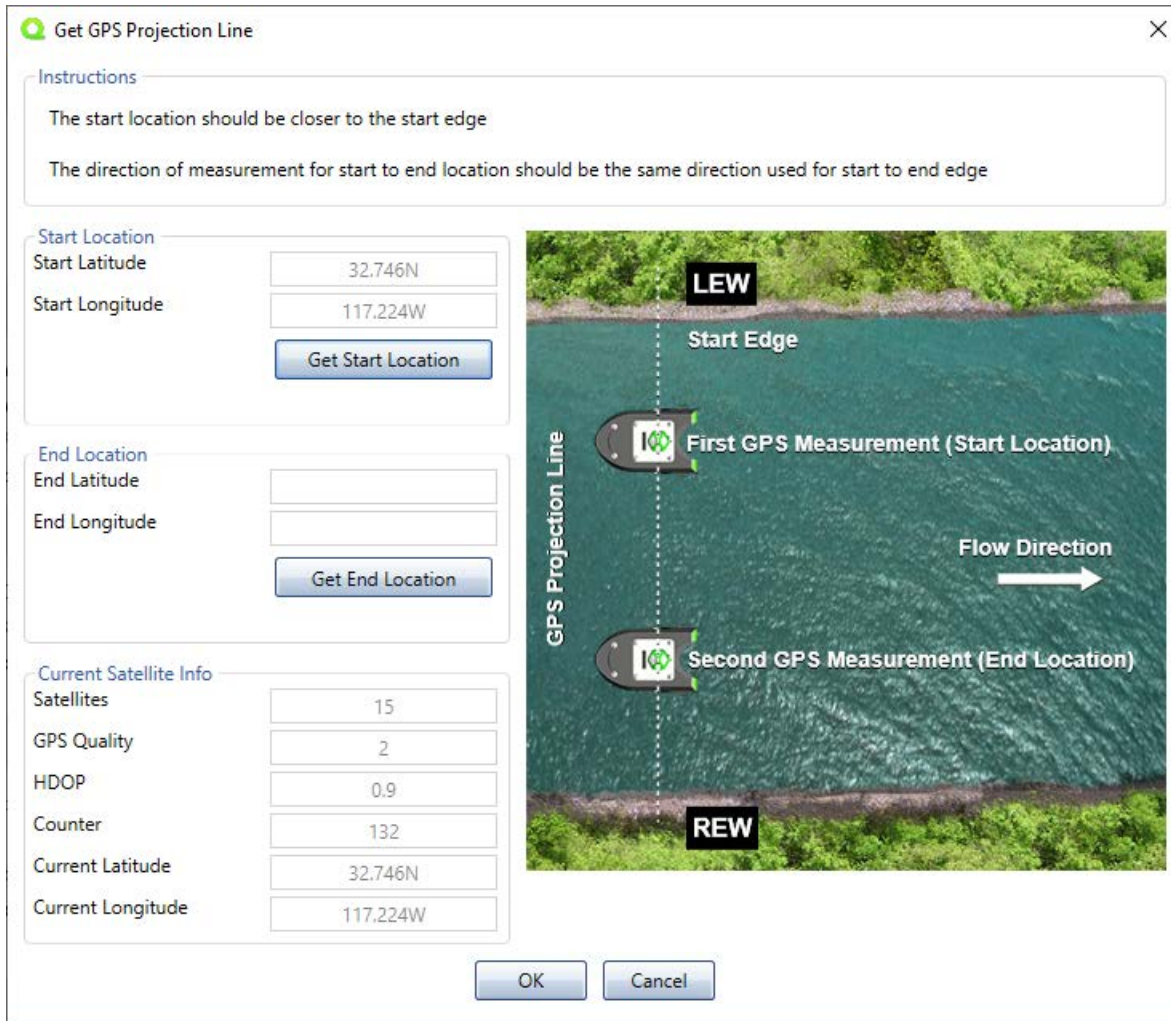 Get GPS Projection Line
Instructions
The start location should be closer to the start edge
The direction of measurement for start to end location should be the same direction used for start to end edge
Start Location
Start Latitude
32.746N
Start Longitude
117.224W
Get Start Location
End Location
End Latitude
End Longitude
Get End Location
Current Satellite Info
Satellites
15
GPS Quality
2
HDOP
0.9
Counter
132
Current Latitude
32.746N
Current Longitude
117.224W
LEW
Start Edge
First GPS Measurement (Start Location)
GPS Projection Line
Flow Direction
Second GPS Measurement (End Location)
REW
OK
Cancel